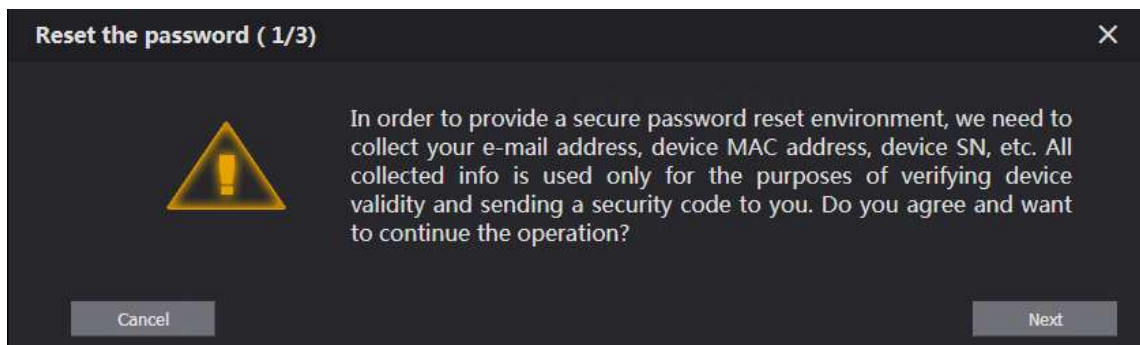 Reset the password ( 1/3)
In order to provide a secure password reset environment, we need to
collect your e-mail address, device MAC address, device SN, etc. All
collected info is used only for the purposes of verifying device
validity and sending a security code to you. Do you agree and want
to continue the operation?
Cancel
Next